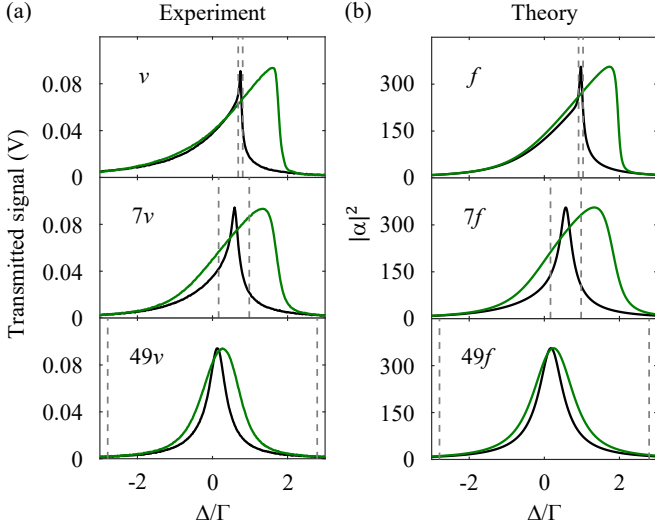 (a)
Experiment
(b)
Theory
Transmitted signal (V)
0.08
0.04
0
v
0.08
0.04
0
7v
0.08
0.04
0
49v
-2
0
2
Δ/Γ
|α|²
300
150
0
f
300
150
0
7f
300
150
0
49f
-2
0
2
Δ/Γ